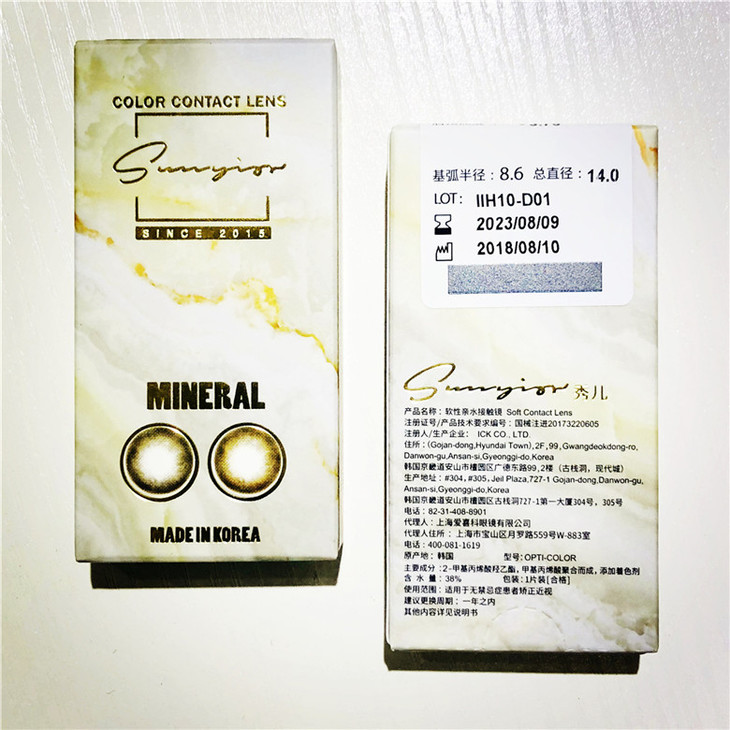 COLOR CONTACT LENS
Sunyior
SINCE 2015
MINERAL
MADE IN KOREA
基弧半径：8.6 总直径：14.0
LOT： IIH10-D01
2023/08/09
2018/08/10
Sunyior 秀儿
产品名称：软性亲水接触镜 Soft Contact Lens
注册证号/产品技术要求编号：国械注进20173220605
注册人/生产企业： ICK CO., LTD.
住所：(Gojan-dong,Hyundai Town),2F,99,Gwangdeokdong-ro,
Danwon-gu,Ansan-si,Gyeonggi-do,Korea
韩国京畿道安山市檀园区广德东路99,2楼（古栈洞，现代城）
生产地址：#304,#305,Jeil Plaza,727-1 Gojan-dong,Danwon-gu,
Ansan-si,Gyeonggi-do,Korea
韩国京畿道安山市檀园区古栈洞727-1第一大厦304号，305号
电话：82-31-408-8901
代理人：上海爱喜科眼镜有限公司
代理人住所： 上海市宝山区月罗路559号W-883室
电话：400-081-1619
原产地：韩国 型号：OPTI-COLOR
主要成分：2-甲基丙烯酸羟乙酯，甲基丙烯酸聚合而成，添加着色剂
含 水 量：38% 包装：1片装[合格]
使用范围：适用于无禁忌症患者矫正近视
建议更换周期：一年之内
其他内容详见说明书